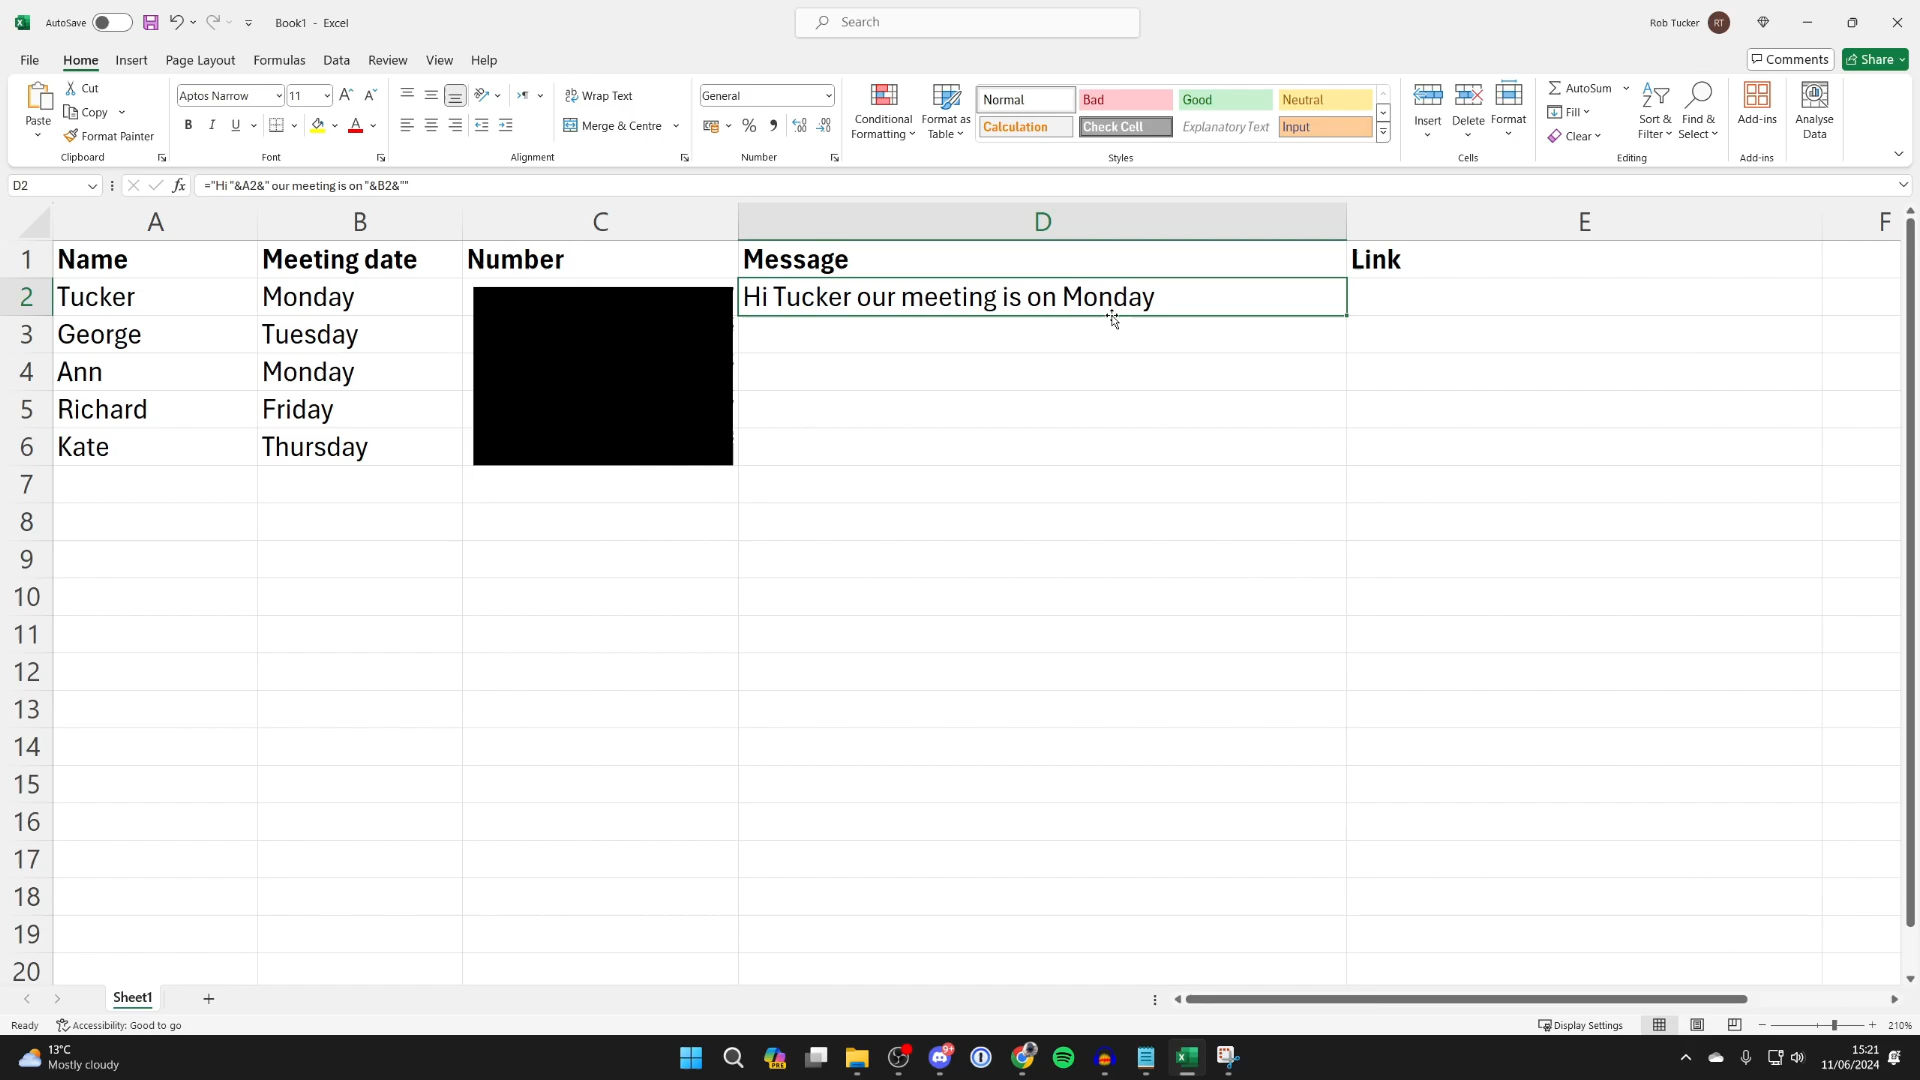 AutoSave Book1 - Excel Search Rob Tucker RT
File Home Insert Page Layout Formulas Data Review View Help Comments Share
Paste Cut Copy Format Painter Clipboard
Aptos Narrow 11 B I U A Font
Wrap Text Merge & Centre Alignment
General % Number
Conditional Formatting Format as Table
Normal Bad Good Neutral
Calculation Check Cell Explanatory Text Input
Styles
Insert Delete Format Cells
AutoSum Fill Clear Sort & Filter Find & Select Editing
Add-ins Add-ins
Analyse Data
D2 fx ="Hi "&A2&" our meeting is on "&B2&""
A B C D E F
1 Name Meeting date Number Message Link
2 Tucker Monday Hi Tucker our meeting is on Monday
3 George Tuesday
4 Ann Monday
5 Richard Friday
6 Kate Thursday
7
8
9
10
11
12
13
14
15
16
17
18
19
20
Sheet1
Ready Accessibility: Good to go Display Settings 210%
13°C 15:21
Mostly cloudy 11/06/2024